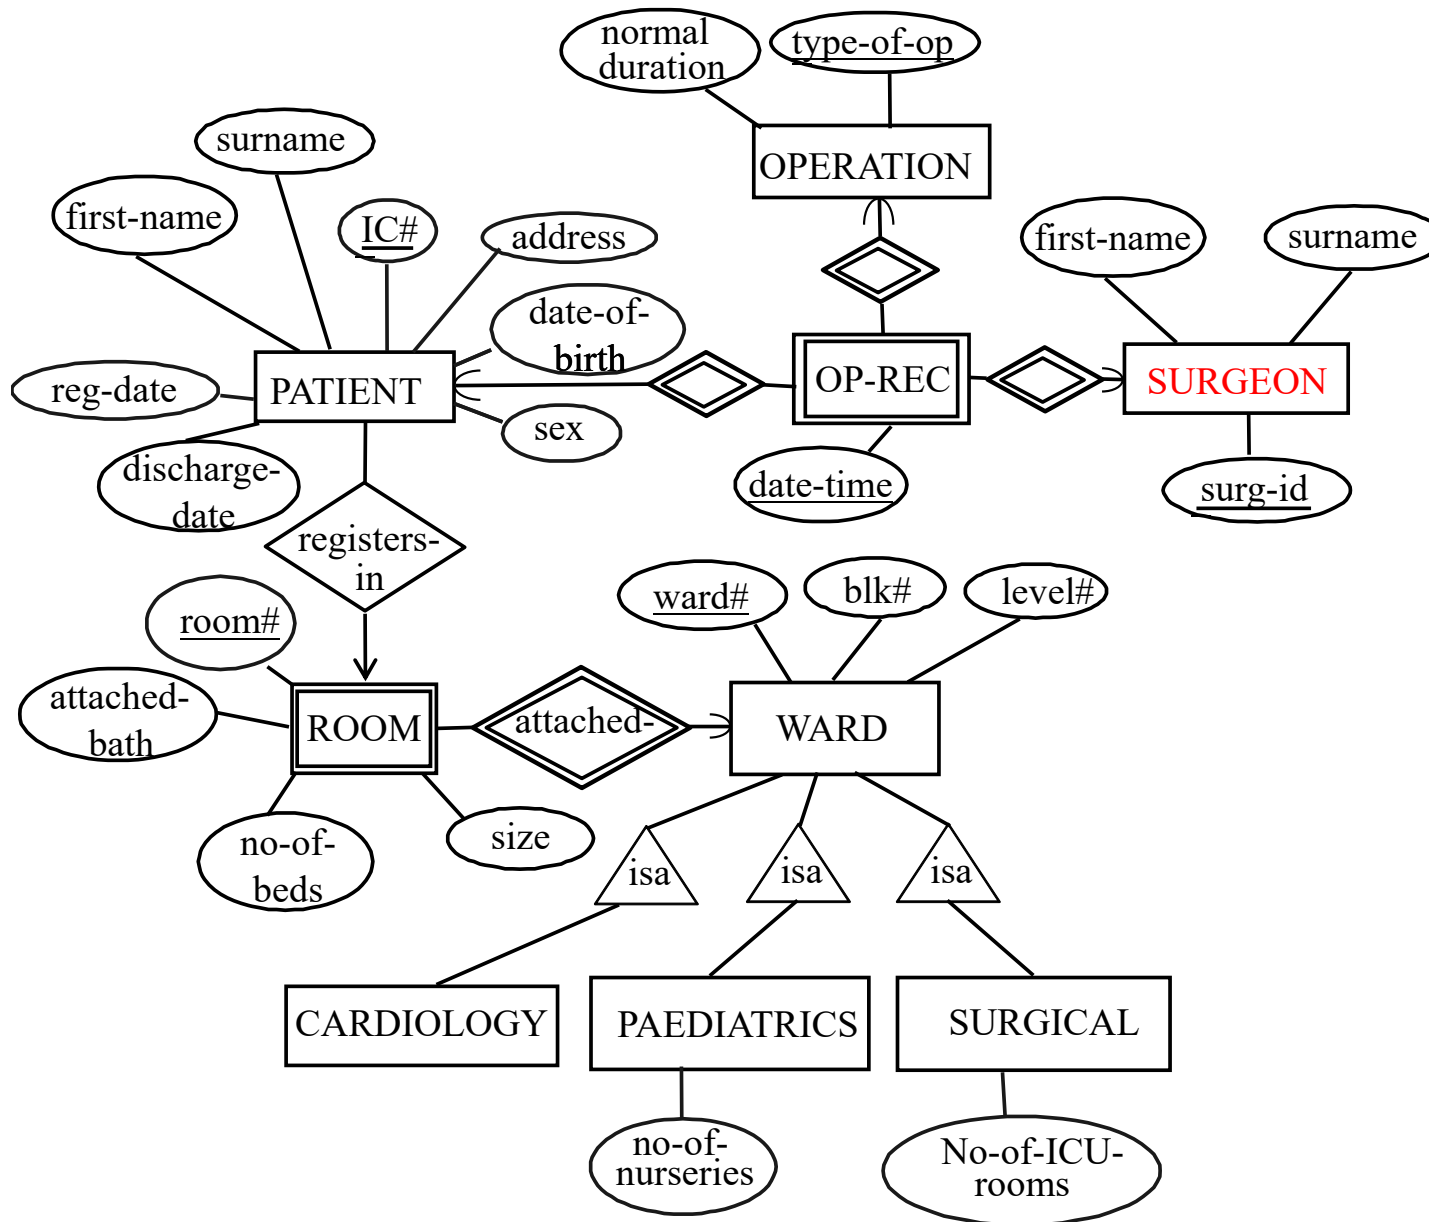 normal
duration
type-of-op
surname
OPERATION
first-name
IC#
address
first-name
surname
date-of-
birth
reg-date
PATIENT
OP-REC
SURGEON
sex
discharge-
date
date-time
surg-id
registers-
in
room#
ward#
blk#
level#
attached-
bath
ROOM
attached-
WARD
no-of-
beds
size
isa
isa
isa
CARDIOLOGY
PAEDIATRICS
SURGICAL
no-of-
nurseries
No-of-ICU-
rooms